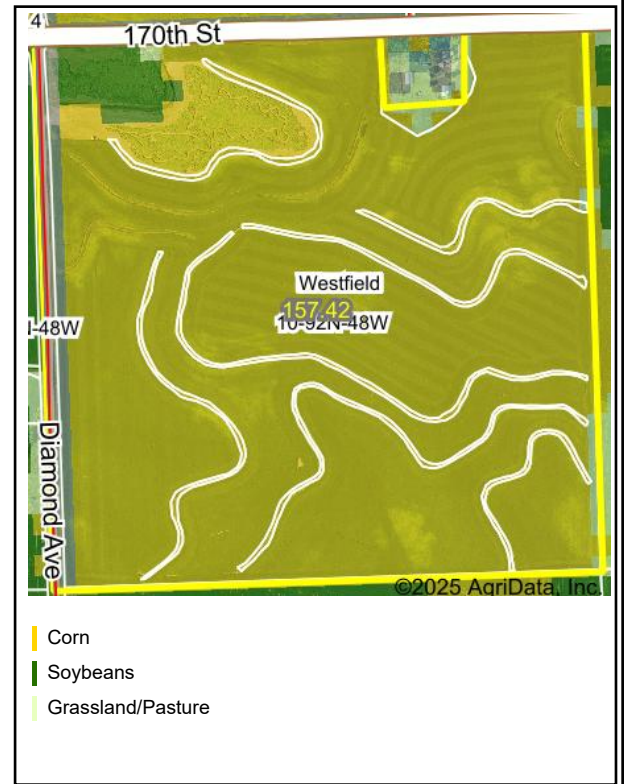 4
170th St
Westfield
157.42
10-92N-48W
-48W
Diamond Ave
©2025 AgriData, Inc.
Corn
Soybeans
Grassland/Pasture